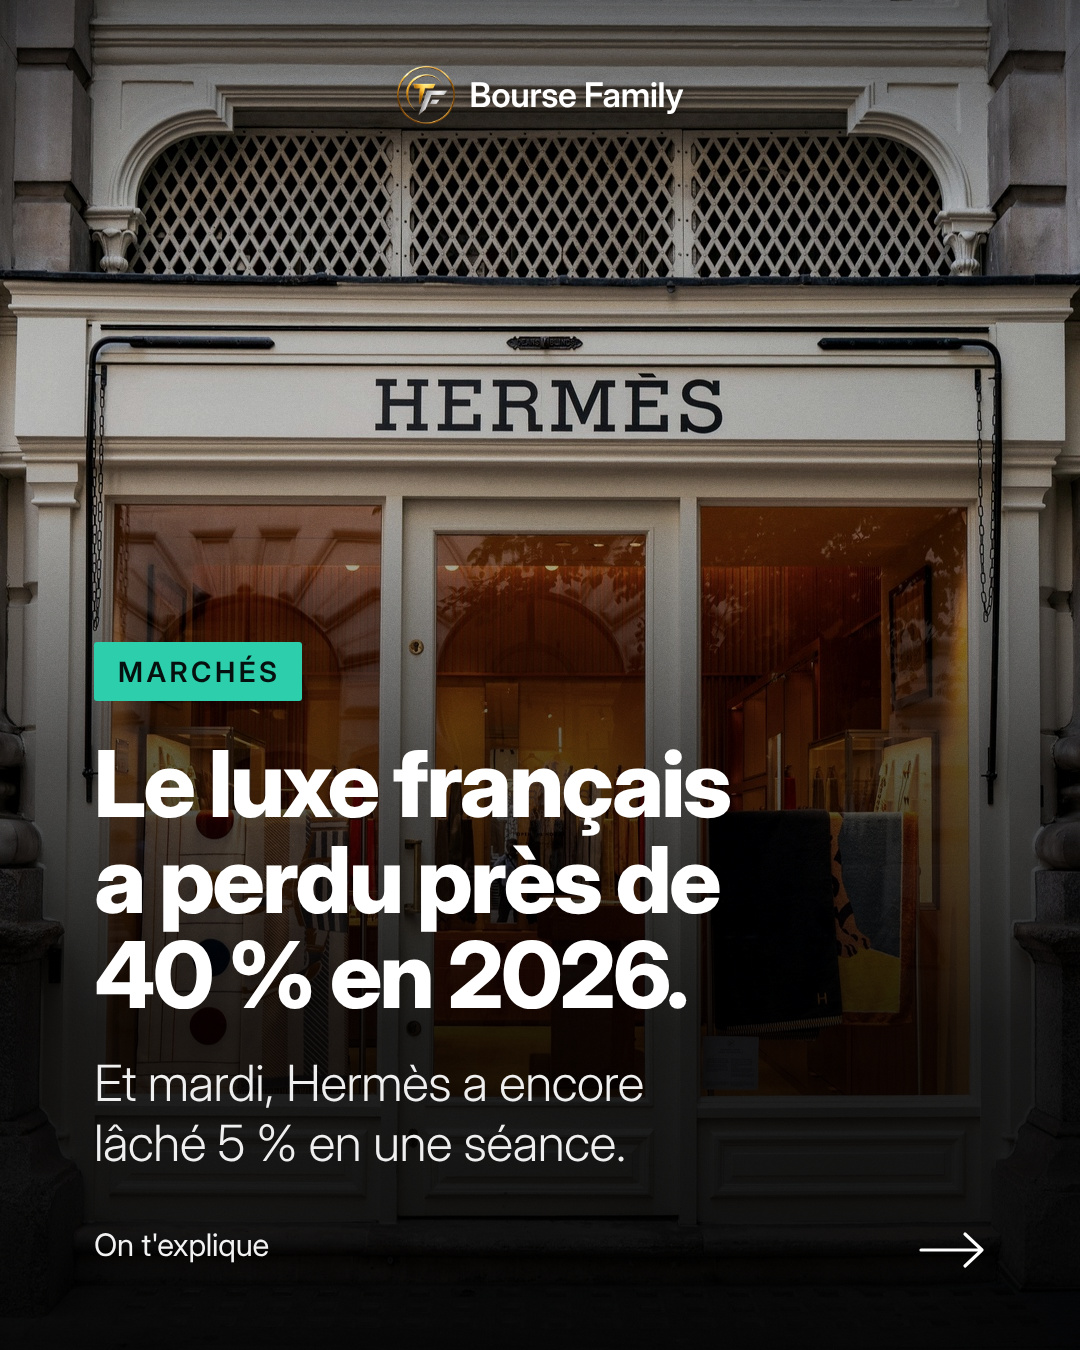 Bourse Family
HERMÈS
MARCHÉS
Le luxe français
a perdu près de
40 % en 2026.
Et mardi, Hermès a encore
lâché 5 % en une séance.
On t'explique